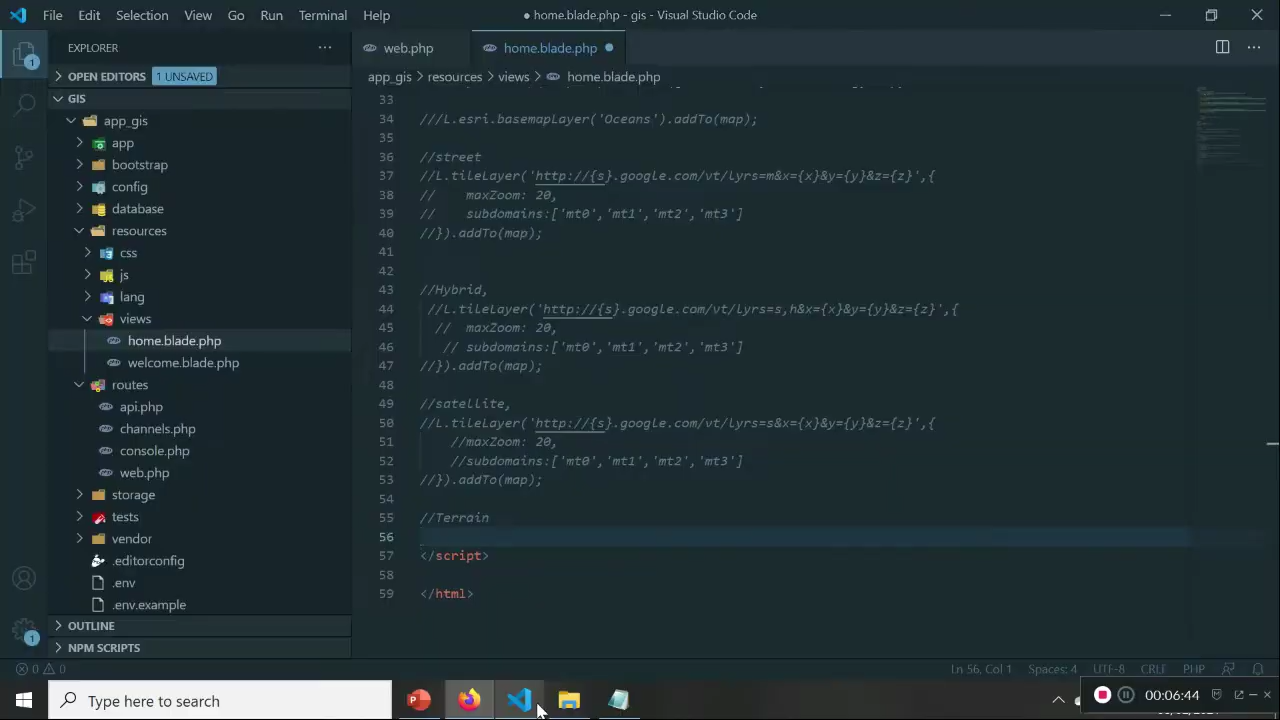 File Edit Selection View Go Run Terminal Help
● home.blade.php - gis - Visual Studio Code
EXPLORER
web.php
home.blade.php
OPEN EDITORS 1 UNSAVED
app_gis > resources > views > home.blade.php
GIS
app_gis
app
bootstrap
config
database
resources
css
js
lang
views
home.blade.php
welcome.blade.php
routes
api.php
channels.php
console.php
web.php
storage
tests
vendor
.editorconfig
.env
.env.example
OUTLINE
NPM SCRIPTS
33
34 ///L.esri.basemapLayer('Oceans').addTo(map);
35
36 //street
37 //L.tileLayer('http://{s}.google.com/vt/lyrs=m&x={x}&y={y}&z={z}',{
38 // maxZoom: 20,
39 // subdomains:['mt0','mt1','mt2','mt3']
40 //}).addTo(map);
41
42
43 //Hybrid,
44 //L.tileLayer('http://{s}.google.com/vt/lyrs=s,h&x={x}&y={y}&z={z}',{
45 // maxZoom: 20,
46 // subdomains:['mt0','mt1','mt2','mt3']
47 //}).addTo(map);
48
49 //satellite,
50 //L.tileLayer('http://{s}.google.com/vt/lyrs=s&x={x}&y={y}&z={z}',{
51 //maxZoom: 20,
52 //subdomains:['mt0','mt1','mt2','mt3']
53 //}).addTo(map);
54
55 //Terrain
56
57 </script>
58
59 </html>
1
1
0 0
Ln 56, Col 1 Spaces: 4 UTF-8 CRLF PHP
Type here to search
00:06:44